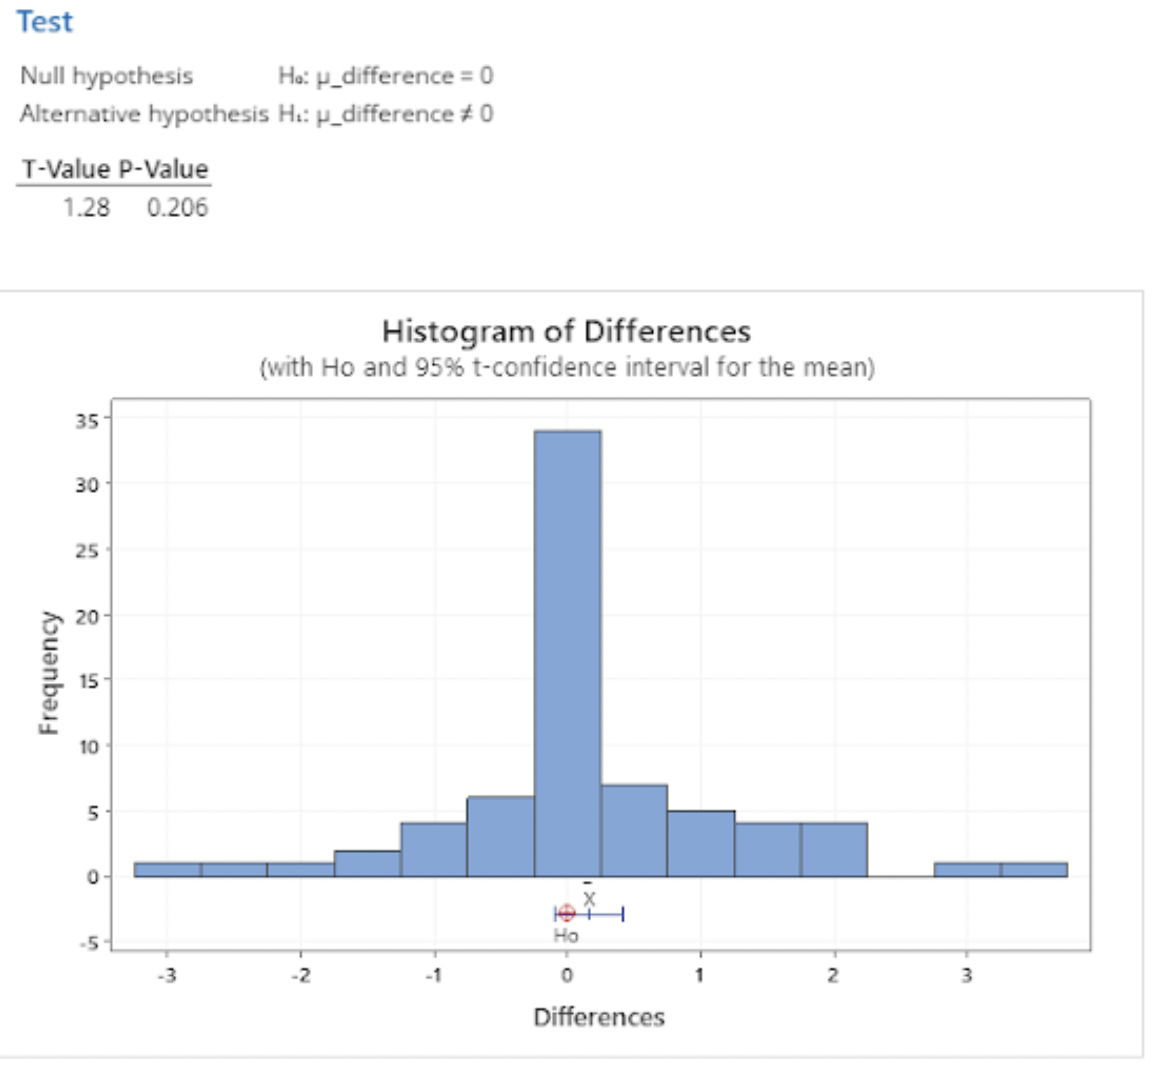 Test
Null hypothesis H₀: μ_difference = 0
Alternative hypothesis H₁: μ_difference ≠ 0
T-Value P-Value
1.28 0.206
Histogram of Differences
(with Ho and 95% t-confidence interval for the mean)
Frequency
35
30
25
20
15
10
5
0
-5
X̄
Ho
-3 -2 -1 0 1 2 3
Differences